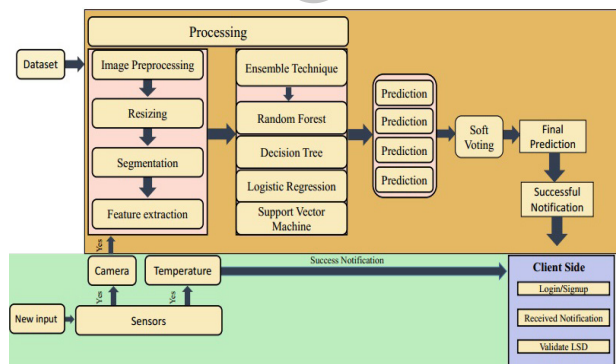 Processing
Dataset
Image Preprocessing
Resizing
Segmentation
Feature extraction
Ensemble Technique
Random Forest
Decision Tree
Logistic Regression
Support Vector
Machine
Prediction
Prediction
Prediction
Prediction
Soft
Voting
Final
Prediction
Successful
Notification
Yes
Camera
Temperature
Success Notification
Yes
Yes
New input
Sensors
Client Side
Login/Signup
Received Notification
Validate LSD